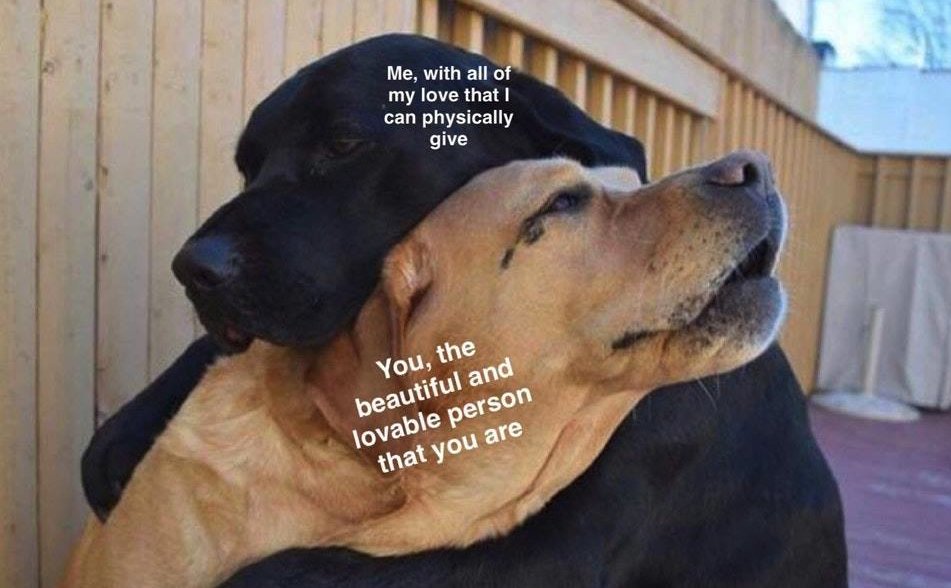 Me, with all of
my love that I
can physically
give
You, the
beautiful and
lovable person
that you are